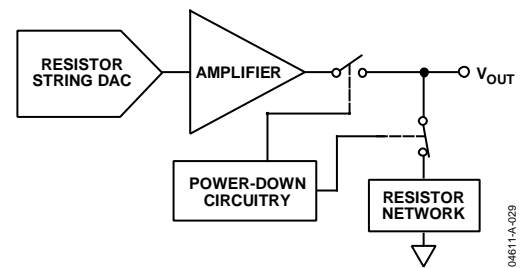 RESISTOR
STRING DAC
AMPLIFIER
VOUT
POWER-DOWN
CIRCUITRY
RESISTOR
NETWORK
04611-A-029